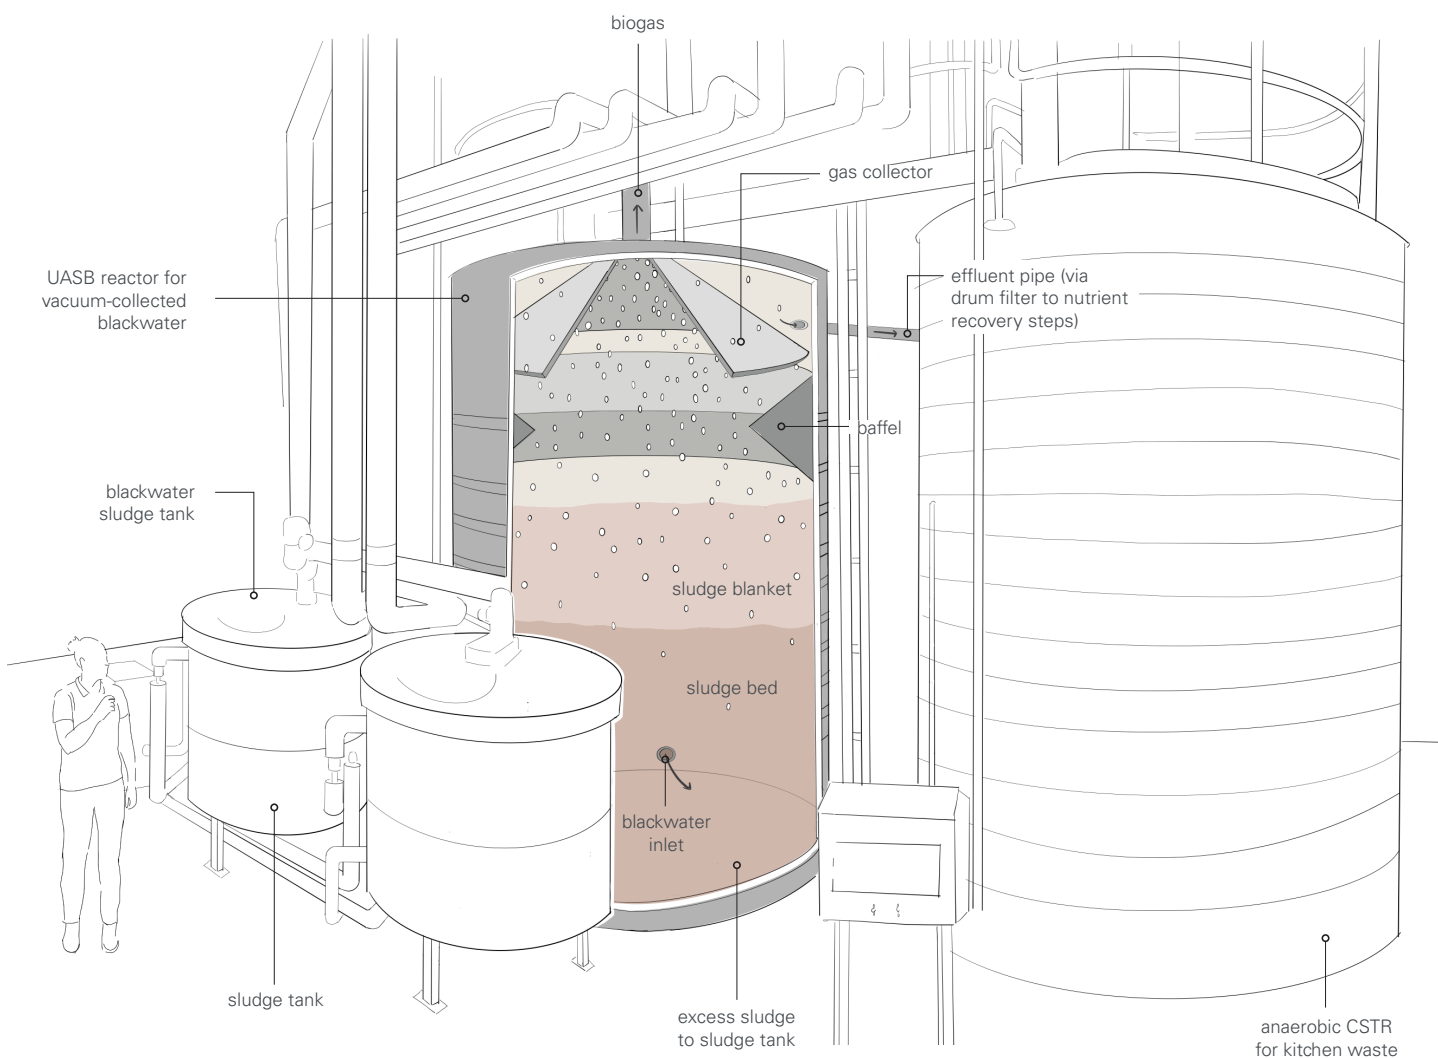 biogas
gas collector
UASB reactor for
vacuum-collected
blackwater
effluent pipe (via
drum filter to nutrient
recovery steps)
baffel
blackwater
sludge tank
sludge blanket
sludge bed
blackwater
inlet
sludge tank
excess sludge
to sludge tank
anaerobic CSTR
for kitchen waste